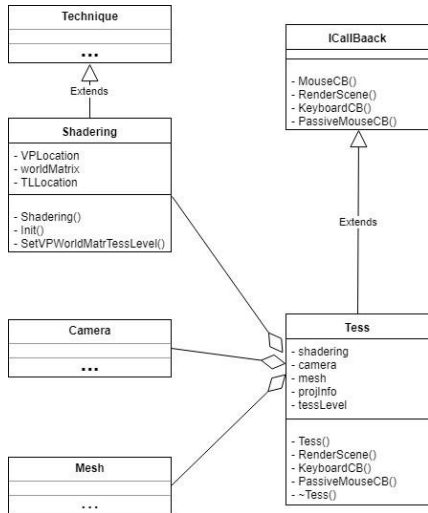 Technique
...
Extends
Shadering
- VPLocation
- worldMatrix
- TLLocation
- Shadering()
- Init()
- SetVPWorldMatrTessLevel()
Camera
...
Mesh
...
ICallBaack
- MouseCB()
- RenderScene()
- KeyboardCB()
- PassiveMouseCB()
Extends
Tess
- shadering
- camera
- mesh
- projInfo
- tessLevel
- Tess()
- RenderScene()
- KeyboardCB()
- PassiveMouseCB()
- ~Tess()